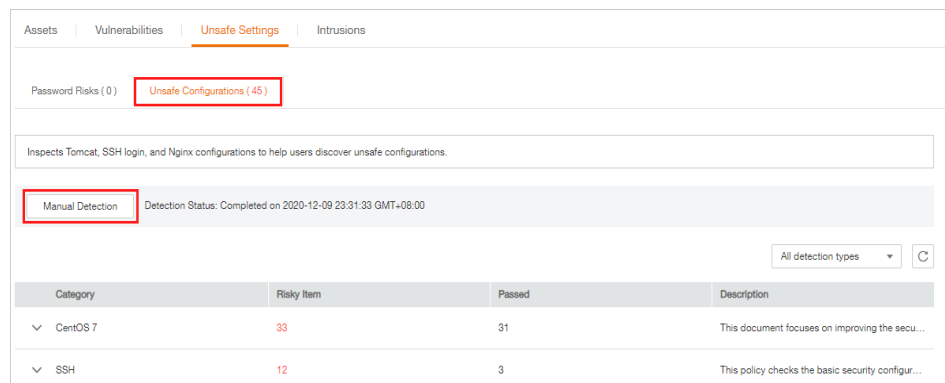 Assets Vulnerabilities Unsafe Settings Intrusions
Password Risks ( 0 ) Unsafe Configurations ( 45 )
Inspects Tomcat, SSH login, and Nginx configurations to help users discover unsafe configurations.
Manual Detection Detection Status: Completed on 2020-12-09 23:31:33 GMT+08:00
All detection types
Category Risky Item Passed Description
CentOS 7 33 31 This document focuses on improving the secu...
SSH 12 3 This policy checks the basic security configur...